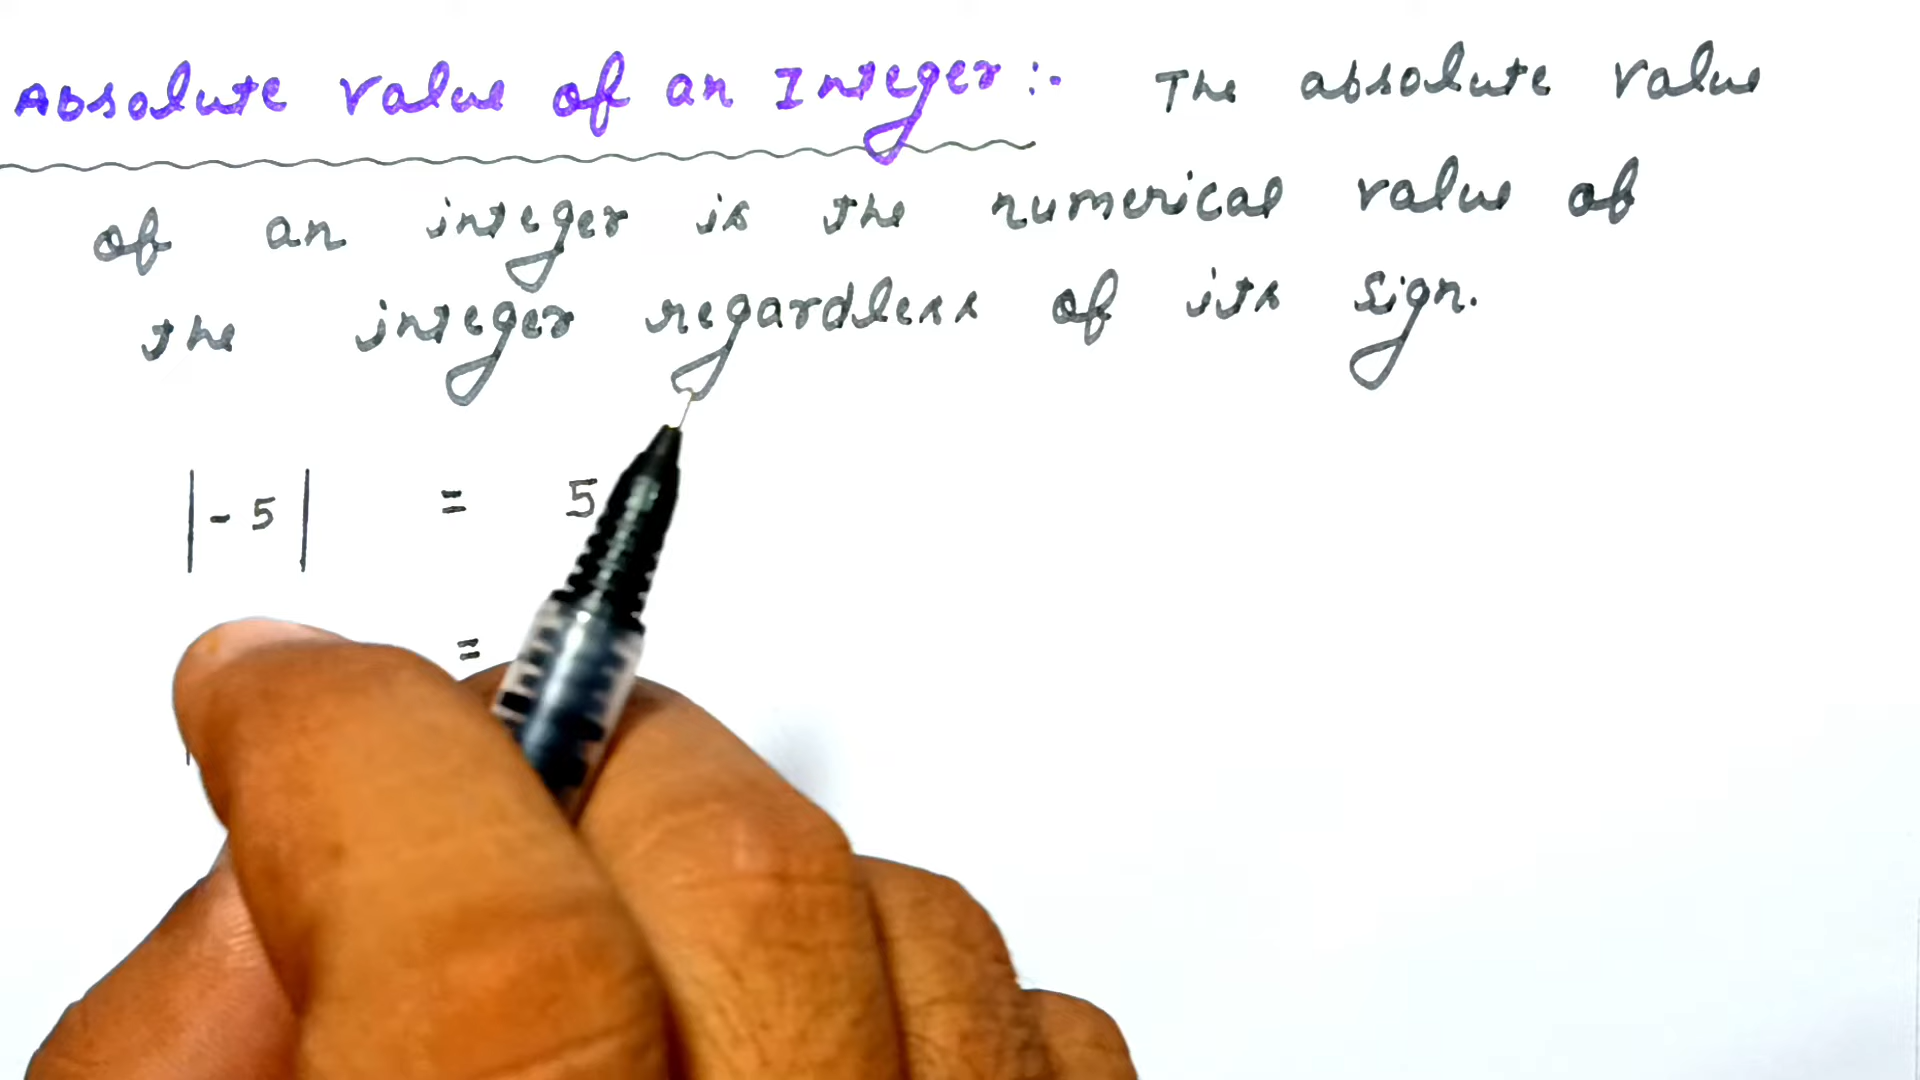 Absolute value of an Integer :- The absolute value
of an integer is the numerical value of
the integer regardless of its sign.
|-5| = 5
=